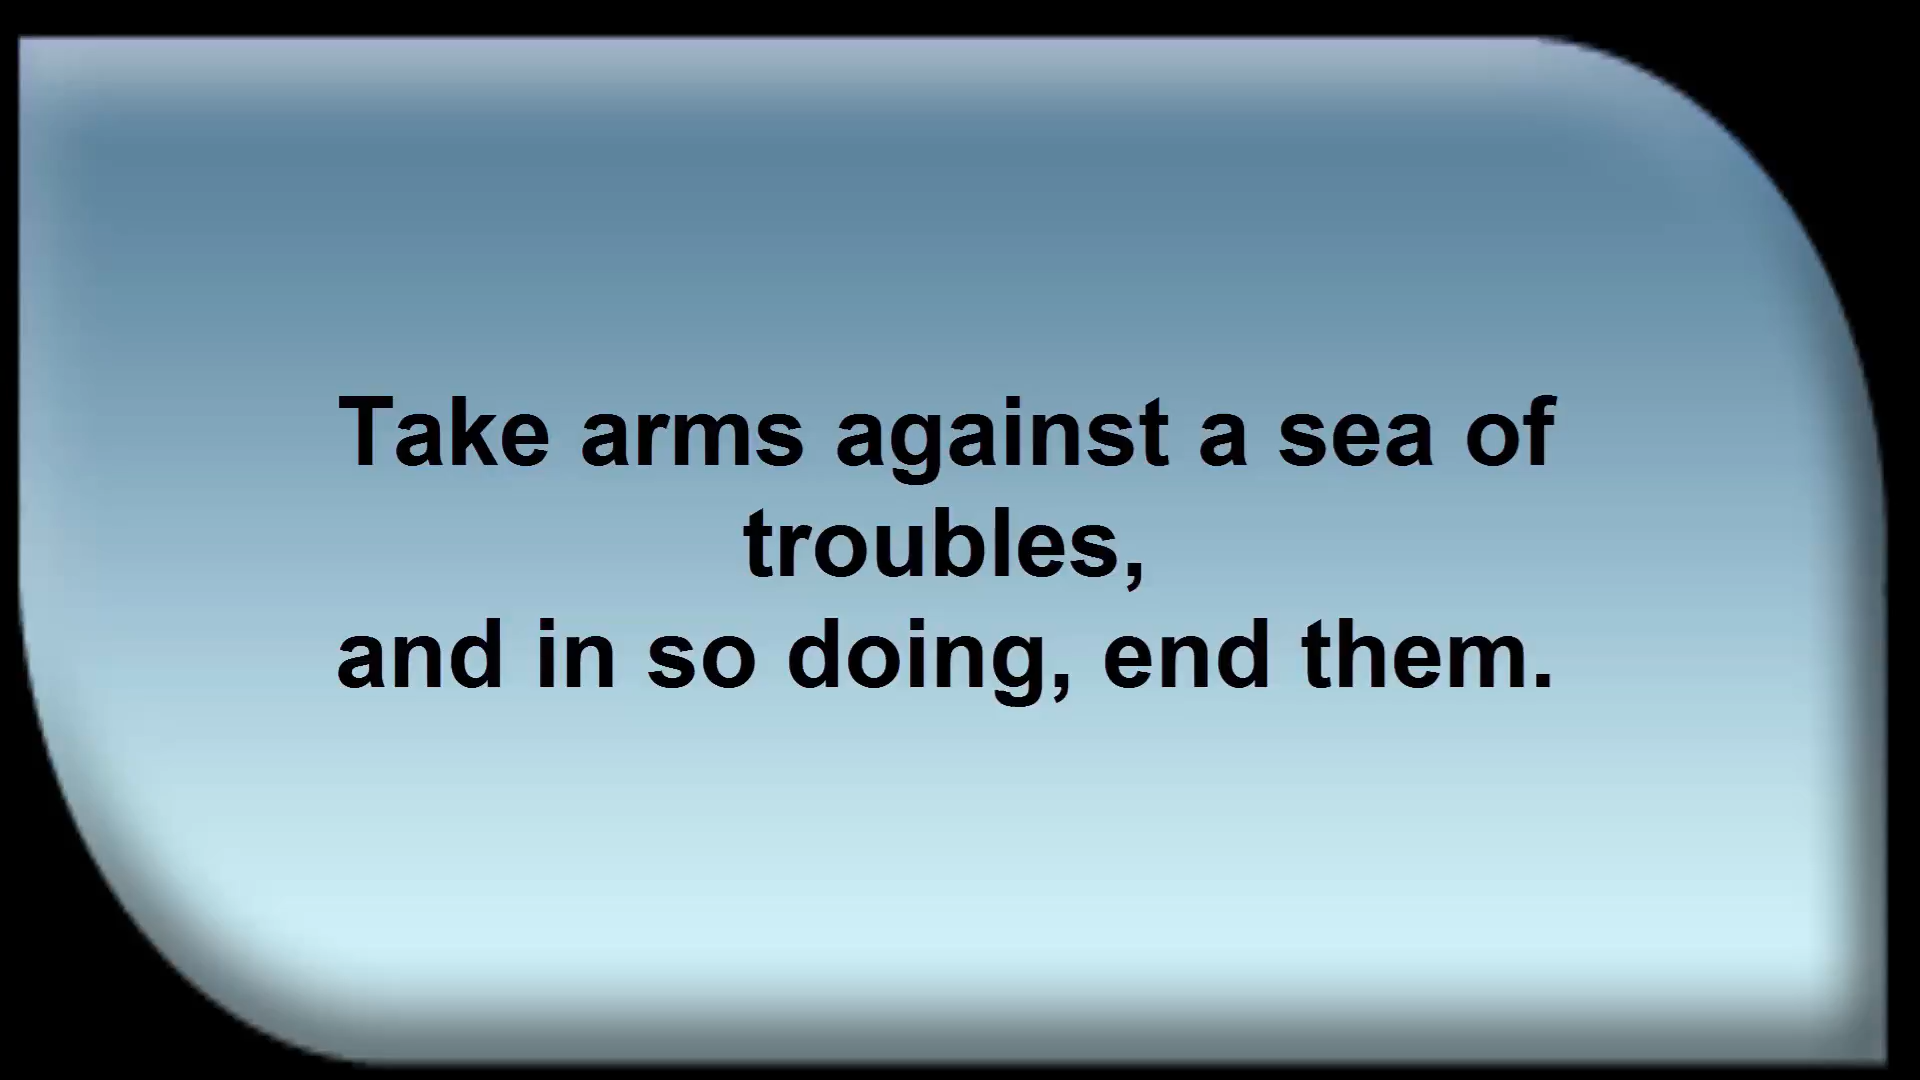 Take arms against a sea of
troubles,
and in so doing, end them.